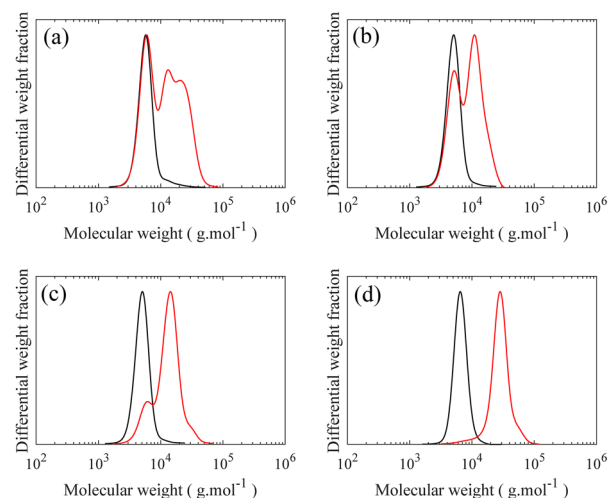 (a)
Differential weight fraction
10² 10³ 10⁴ 10⁵ 10⁶
Molecular weight ( g.mol⁻¹ )
(b)
Differential weight fraction
10² 10³ 10⁴ 10⁵ 10⁶
Molecular weight ( g.mol⁻¹ )
(c)
Differential weight fraction
10² 10³ 10⁴ 10⁵ 10⁶
Molecular weight ( g.mol⁻¹ )
(d)
Differential weight fraction
10² 10³ 10⁴ 10⁵ 10⁶
Molecular weight ( g.mol⁻¹ )